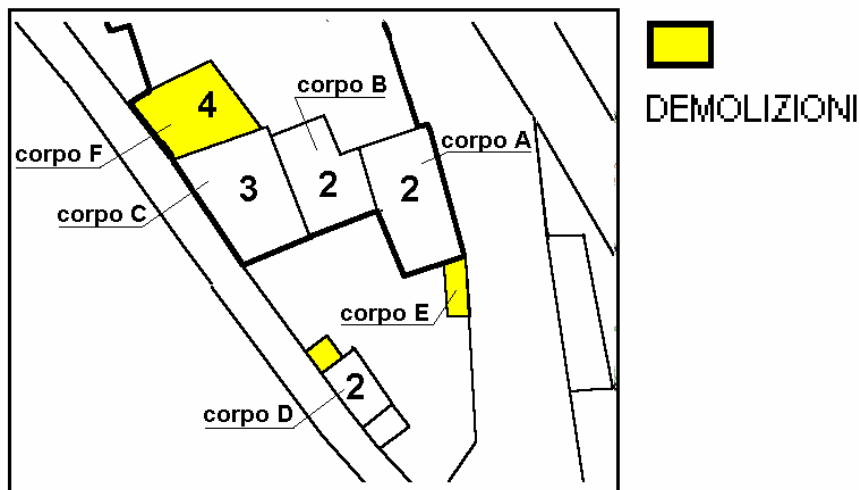 corpo B
4
DEMOLIZIONI
corpo A
corpo F
3
2
2
corpo C
corpo E
2
corpo D